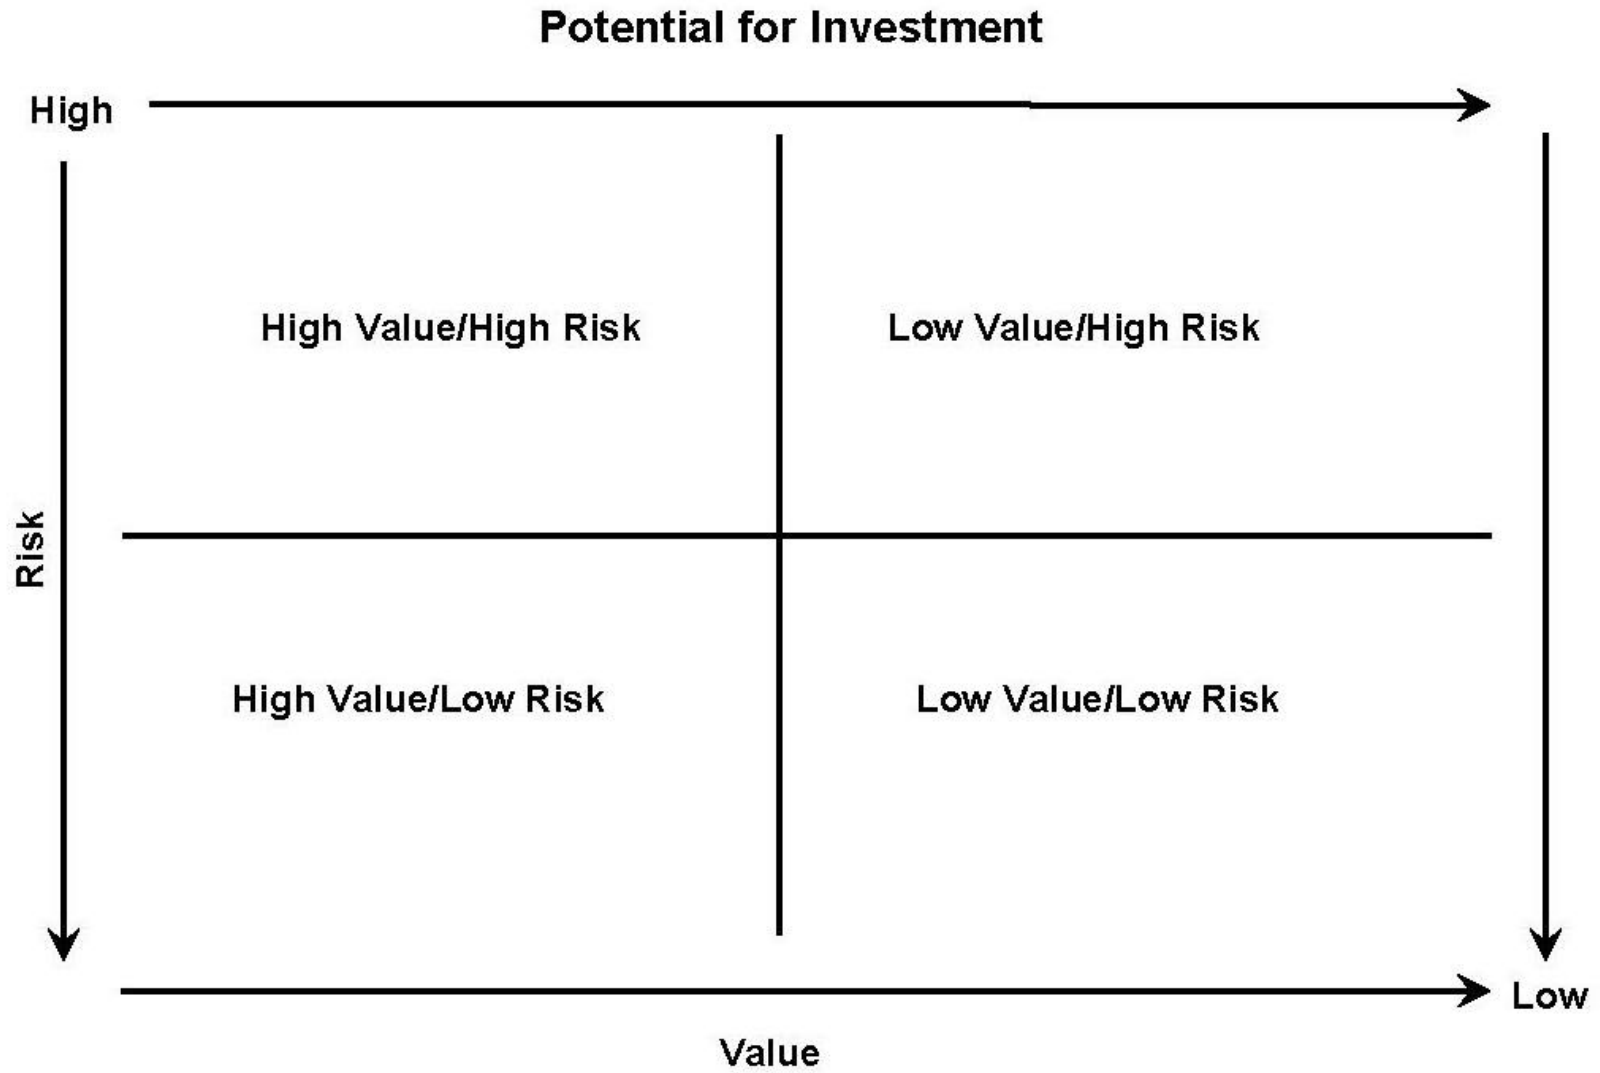 Potential for Investment
High
High Value/High Risk
Low Value/High Risk
Risk
High Value/Low Risk
Low Value/Low Risk
Low
Value